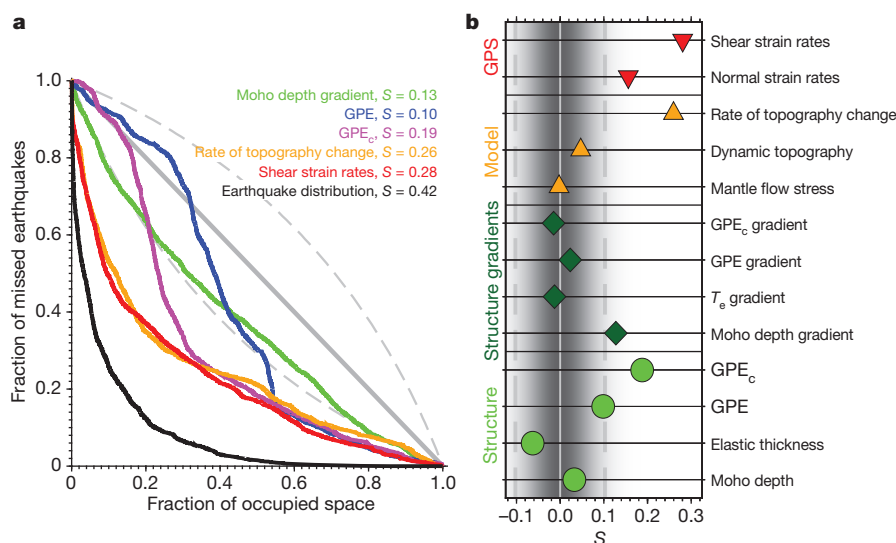 a
Fraction of missed earthquakes
1.0
0.8
0.6
0.4
0.2
0
Moho depth gradient, S = 0.13
GPE, S = 0.10
GPEc, S = 0.19
Rate of topography change, S = 0.26
Shear strain rates, S = 0.28
Earthquake distribution, S = 0.42
0 0.2 0.4 0.6 0.8 1.0
Fraction of occupied space
b
GPS
Shear strain rates
Normal strain rates
Model
Rate of topography change
Dynamic topography
Mantle flow stress
Structure gradients
GPEc gradient
GPE gradient
Te gradient
Moho depth gradient
Structure
GPEc
GPE
Elastic thickness
Moho depth
−0.1 0.0 0.1 0.2 0.3
S